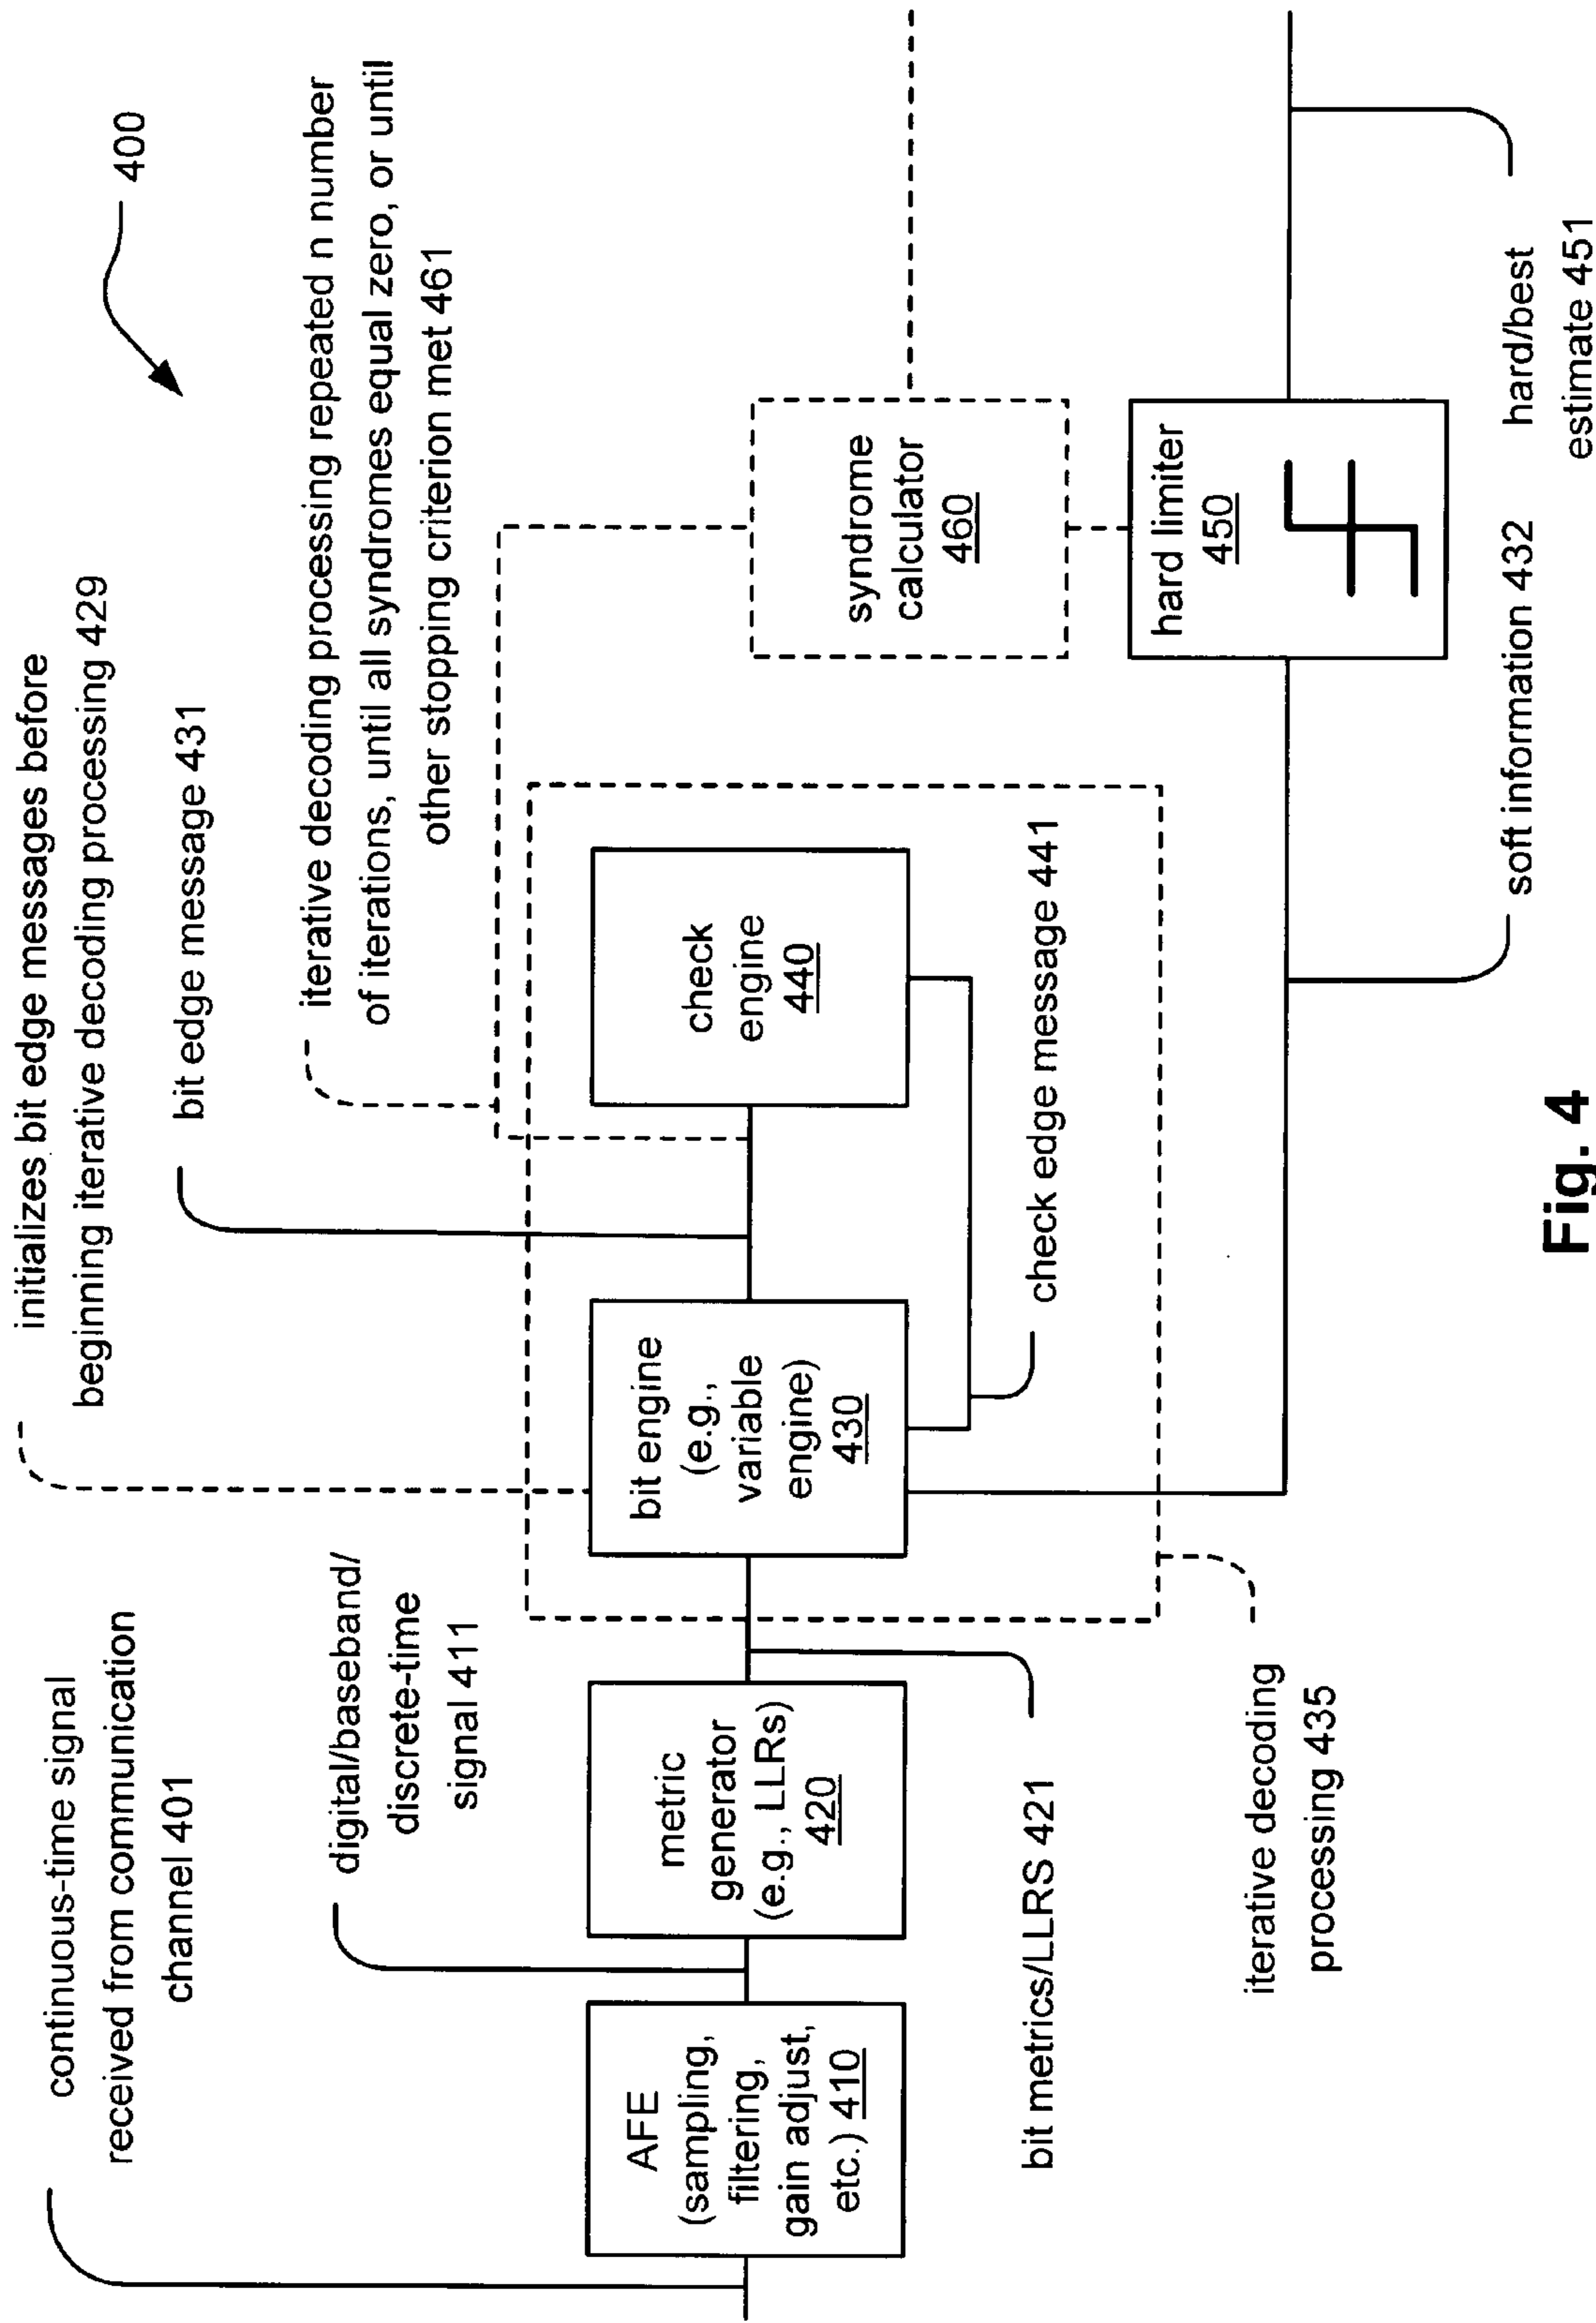 400
initializes bit edge messages before
beginning iterative decoding processing 429
bit edge message 431
iterative decoding processing repeated n number
of iterations, until all syndromes equal zero, or until
other stopping criterion met 461
continuous-time signal
received from communication
channel 401
digital/baseband/
discrete-time
signal 411
AFE
(sampling,
filtering,
gain adjust,
etc.) 410
metric
generator
(e.g., LLRs)
420
bit engine
(e.g.,
variable
engine)
430
check
engine
440
syndrome
calculator
460
hard limiter
450
bit metrics/LLRS 421
check edge message 441
iterative decoding
processing 435
soft information 432
hard/best
estimate 451
Fig. 4